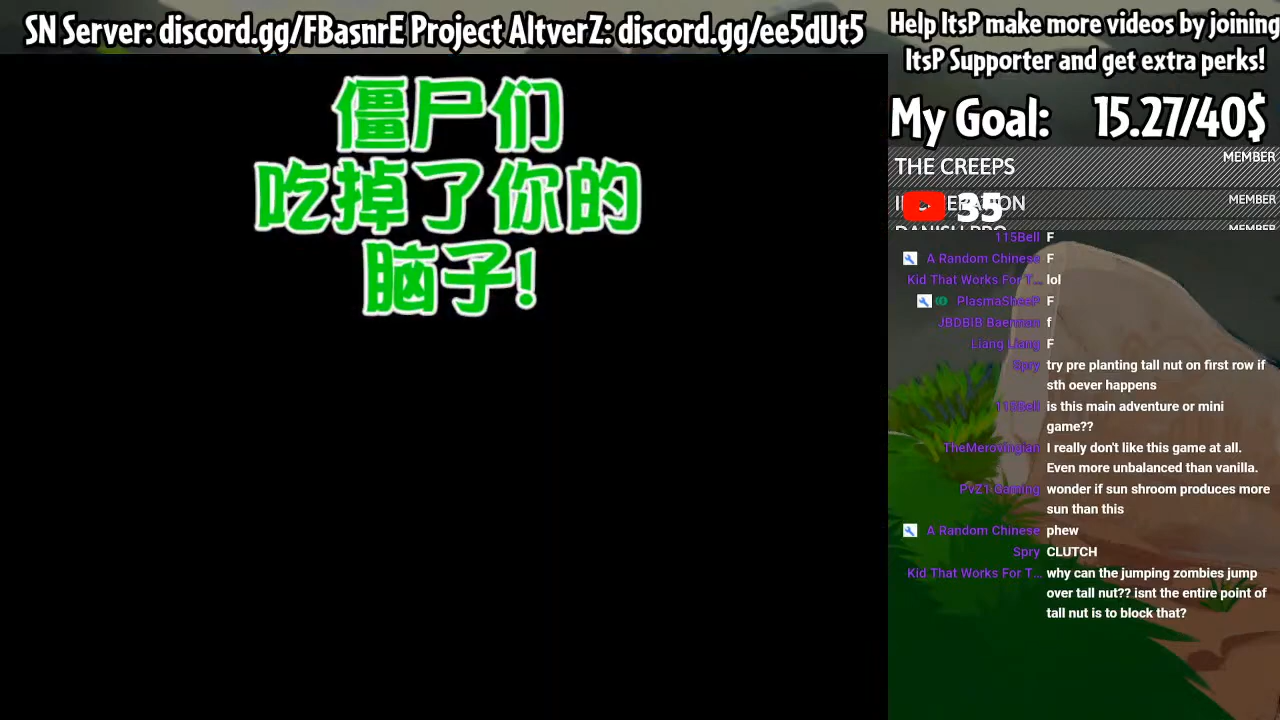 SN Server: discord.gg/FBasnrE Project AltverZ: discord.gg/ee5dUt5
Help ItsP make more videos by joining
ItsP Supporter and get extra perks!
My Goal: 15.27/40$
THE CREEPS MEMBER
MEMBER
35
僵尸们
吃掉了你的
脑子!
115Bell F
A Random Chinese F
Kid That Works For T... lol
PlasmaSheeP F
JBDBIB Baerman f
Liang Liang F
Spry try pre planting tall nut on first row if
sth oever happens
115Bell is this main adventure or mini
game??
TheMerovingian I really don't like this game at all.
Even more unbalanced than vanilla.
PvZ1 Gaming wonder if sun shroom produces more
sun than this
A Random Chinese phew
Spry CLUTCH
Kid That Works For T... why can the jumping zombies jump
over tall nut?? isnt the entire point of
tall nut is to block that?